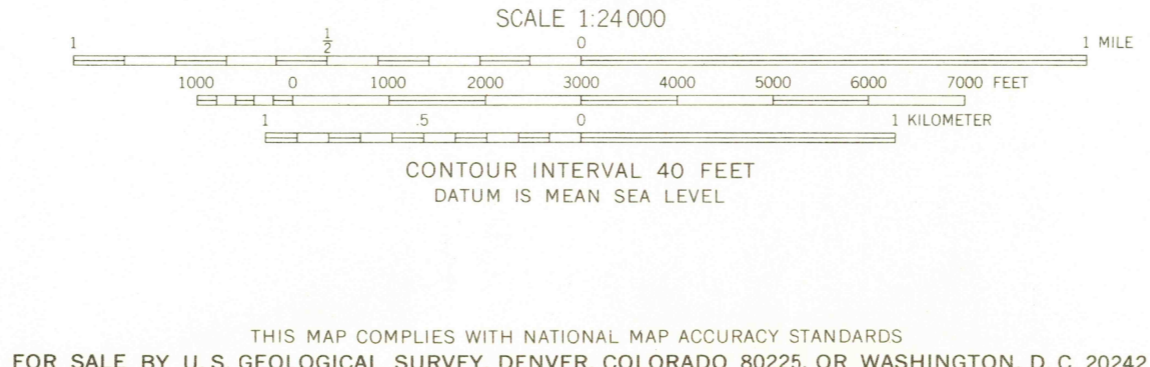 SCALE 1:24 000
1 ½ 0 1 MILE
1000 0 1000 2000 3000 4000 5000 6000 7000 FEET
1 .5 0 1 KILOMETER
CONTOUR INTERVAL 40 FEET
DATUM IS MEAN SEA LEVEL
THIS MAP COMPLIES WITH NATIONAL MAP ACCURACY STANDARDS
FOR SALE BY U. S. GEOLOGICAL SURVEY, DENVER, COLORADO 80225, OR WASHINGTON, D. C. 20242